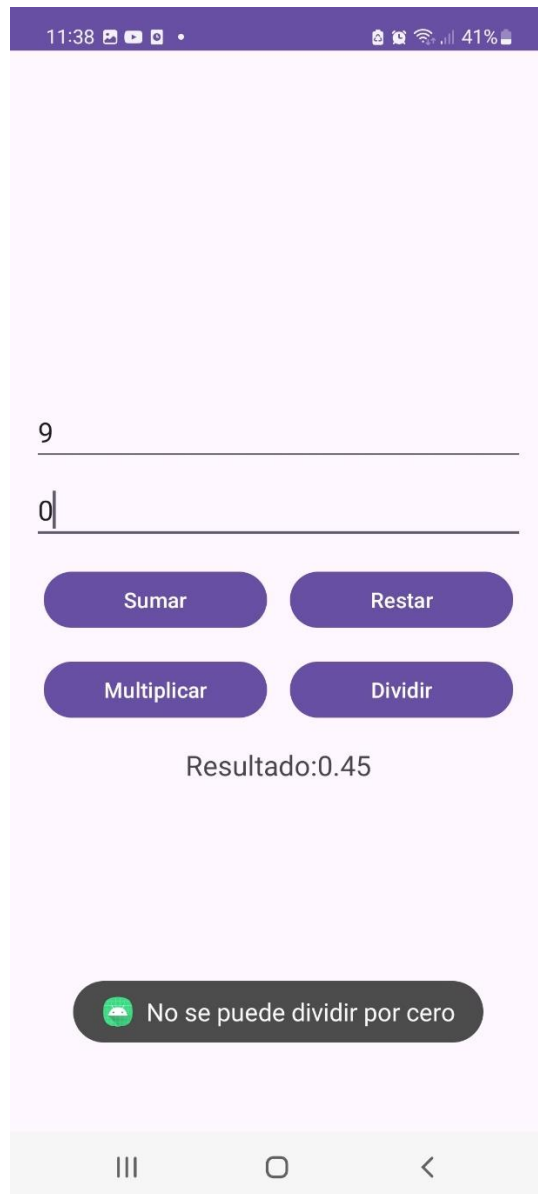 11:38 41%
9
0
Sumar Restar
Multiplicar Dividir
Resultado:0.45
No se puede dividir por cero